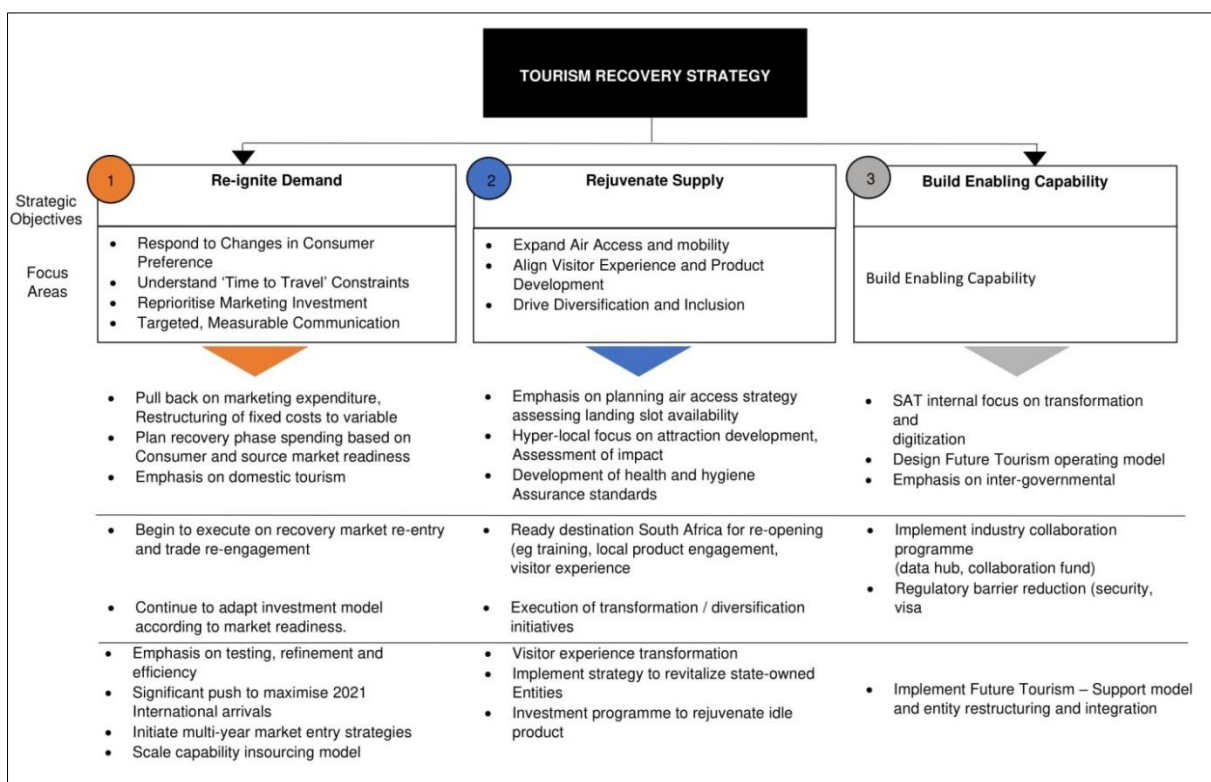 TOURISM RECOVERY STRATEGY
Strategic
Objectives
1
Re-ignite Demand
2
Rejuvenate Supply
3
Build Enabling Capability
Focus
Areas
• Respond to Changes in Consumer
Preference
• Understand ‘Time to Travel’ Constraints
• Reprioritise Marketing Investment
• Targeted, Measurable Communication
• Expand Air Access and mobility
• Align Visitor Experience and Product
Development
• Drive Diversification and Inclusion
Build Enabling Capability
• Pull back on marketing expenditure,
Restructuring of fixed costs to variable
• Plan recovery phase spending based on
Consumer and source market readiness
• Emphasis on domestic tourism
• Emphasis on planning air access strategy
assessing landing slot availability
• Hyper-local focus on attraction development,
Assessment of impact
• Development of health and hygiene
Assurance standards
• SAT internal focus on transformation
and
digitization
• Design Future Tourism operating model
• Emphasis on inter-governmental
• Begin to execute on recovery market re-entry
and trade re-engagement
• Continue to adapt investment model
according to market readiness.
• Ready destination South Africa for re-opening
(eg training, local product engagement,
visitor experience
• Execution of transformation / diversification
initiatives
• Implement industry collaboration
programme
(data hub, collaboration fund)
• Regulatory barrier reduction (security,
visa
• Emphasis on testing, refinement and
efficiency
• Significant push to maximise 2021
International arrivals
• Initiate multi-year market entry strategies
• Scale capability insourcing model
• Visitor experience transformation
• Implement strategy to revitalize state-owned
Entities
• Investment programme to rejuvenate idle
product
• Implement Future Tourism – Support model
and entity restructuring and integration